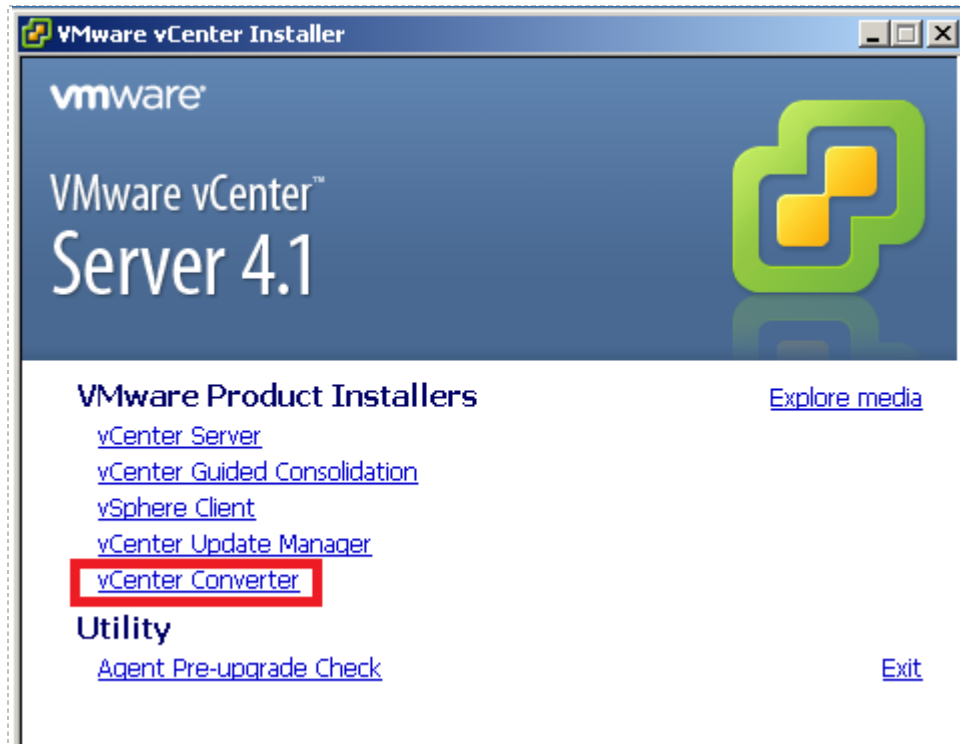 VMware vCenter Installer
vmware®
VMware vCenter™
Server 4.1
VMware Product Installers
Explore media
vCenter Server
vCenter Guided Consolidation
vSphere Client
vCenter Update Manager
vCenter Converter
Utility
Agent Pre-upgrade Check
Exit